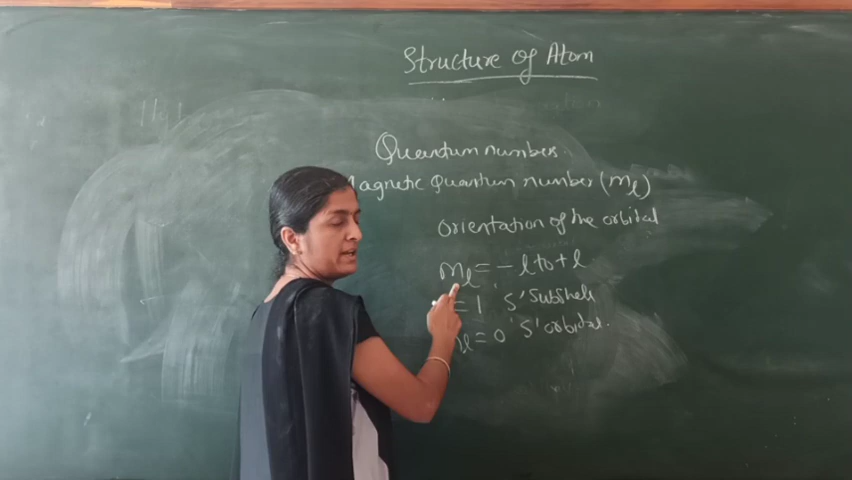 Structure of Atom
Quantum numbers.
Magnetic Quantum number (ml)
Orientation of the orbital
ml = - l to + l
= 1 's' subshell
l = 0 's' orbital.